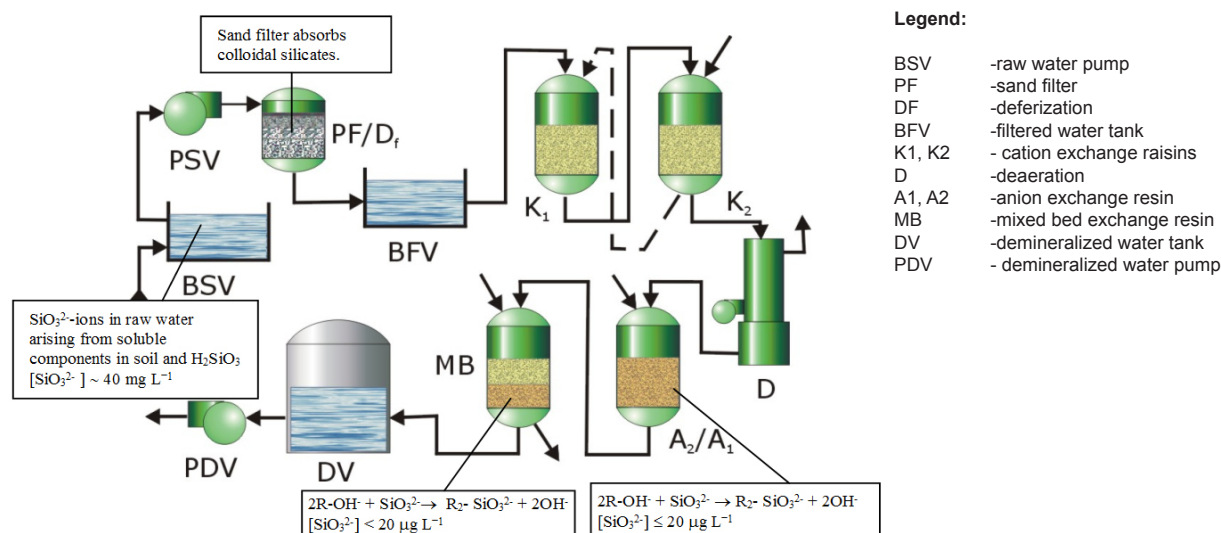 Sand filter absorbs
colloidal silicates.
PSV
PF/Df
BFV
K1
K2
BSV
SiO₃²⁻-ions in raw water
arising from soluble
components in soil and H₂SiO₃
[SiO₃²⁻ ] ~ 40 mg L⁻¹
PDV
DV
MB
A₂/A₁
D
2R-OH⁻ + SiO₃²⁻→ R₂- SiO₃²⁻ + 2OH⁻
[SiO₃²⁻] < 20 µg L⁻¹
2R-OH⁻ + SiO₃²⁻ → R₂- SiO₃²⁻ + 2OH⁻
[SiO₃²⁻] ≤ 20 µg L⁻¹
Legend:
BSV -raw water pump
PF -sand filter
DF -deferization
BFV -filtered water tank
K1, K2 - cation exchange raisins
D -deaeration
A1, A2 -anion exchange resin
MB -mixed bed exchange resin
DV -demineralized water tank
PDV - demineralized water pump